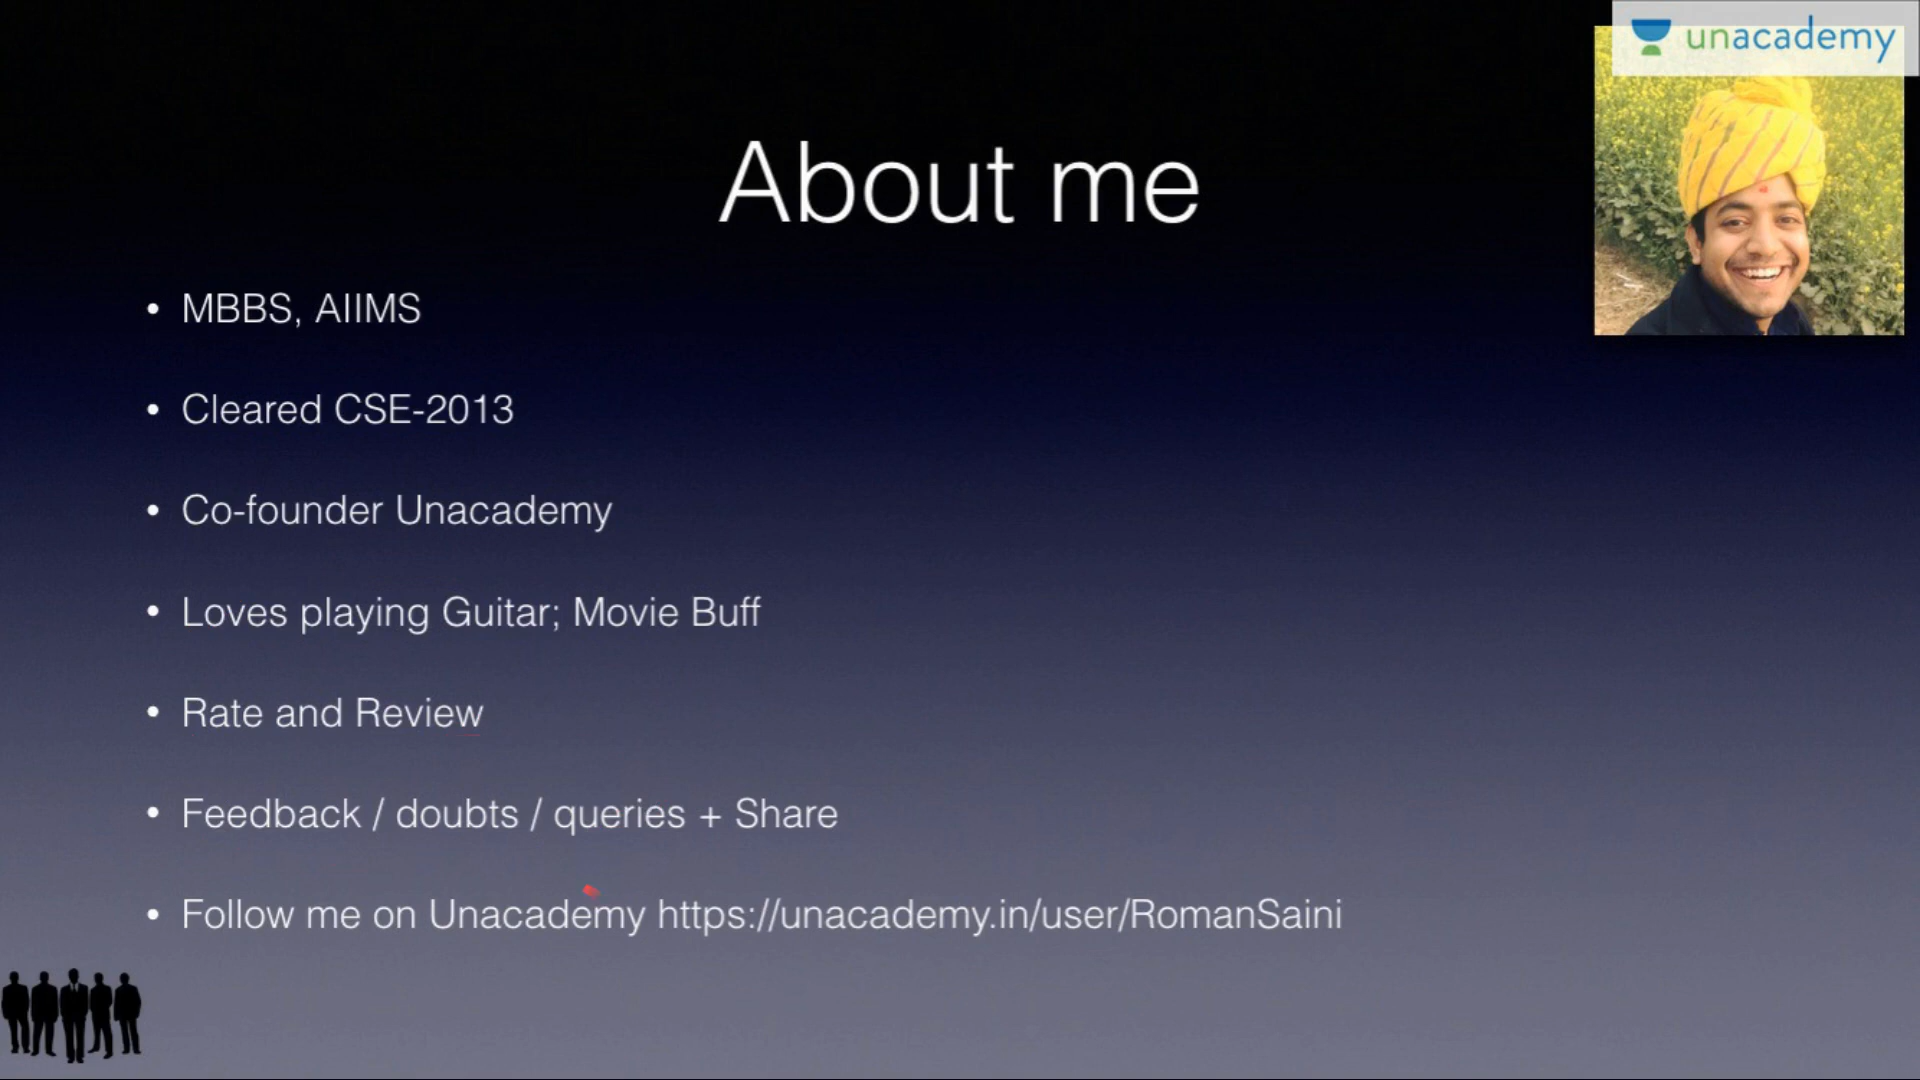 unacademy
About me
• MBBS, AIIMS
• Cleared CSE-2013
• Co-founder Unacademy
• Loves playing Guitar; Movie Buff
• Rate and Review
• Feedback / doubts / queries + Share
• Follow me on Unacademy https://unacademy.in/user/RomanSaini